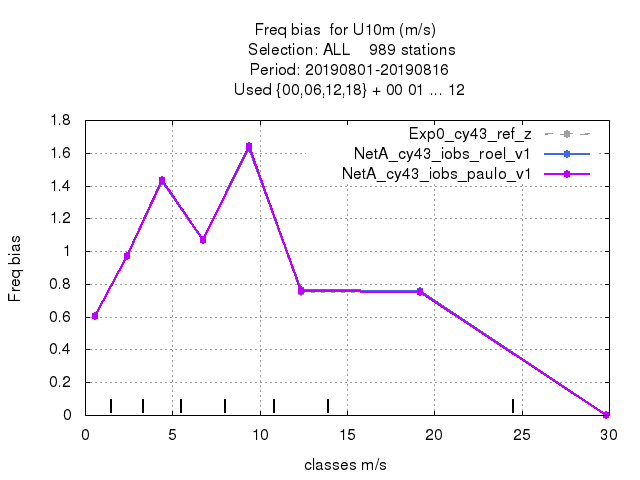 Freq bias for U10m (m/s)
Selection: ALL 989 stations
Period: 20190801-20190816
Used {00,06,12,18} + 00 01 ... 12
Exp0_cy43_ref_z
NetA_cy43_iobs_roel_v1
NetA_cy43_iobs_paulo_v1
1.8
1.6
1.4
1.2
1
0.8
0.6
0.4
0.2
0
Freq bias
0 5 10 15 20 25 30
classes m/s